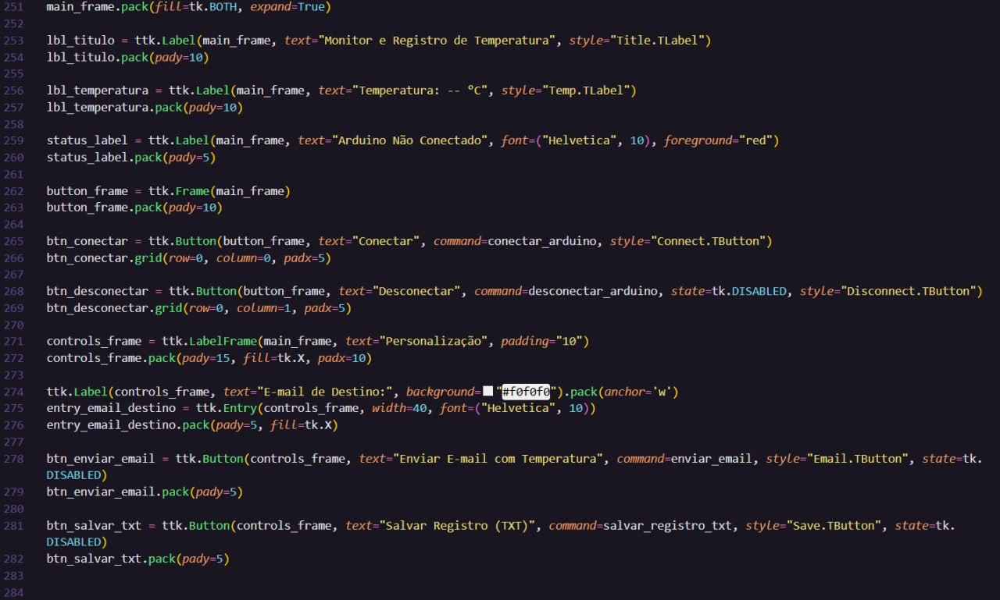 251 main_frame.pack(fill=tk.BOTH, expand=True)
252
253 lbl_titulo = ttk.Label(main_frame, text="Monitor e Registro de Temperatura", style="Title.TLabel")
254 lbl_titulo.pack(pady=10)
255
256 lbl_temperatura = ttk.Label(main_frame, text="Temperatura: -- °C", style="Temp.TLabel")
257 lbl_temperatura.pack(pady=10)
258
259 status_label = ttk.Label(main_frame, text="Arduino Não Conectado", font=("Helvetica", 10), foreground="red")
260 status_label.pack(pady=5)
261
262 button_frame = ttk.Frame(main_frame)
263 button_frame.pack(pady=10)
264
265 btn_conectar = ttk.Button(button_frame, text="Conectar", command=conectar_arduino, style="Connect.TButton")
266 btn_conectar.grid(row=0, column=0, padx=5)
267
268 btn_desconectar = ttk.Button(button_frame, text="Desconectar", command=desconectar_arduino, state=tk.DISABLED, style="Disconnect.TButton")
269 btn_desconectar.grid(row=0, column=1, padx=5)
270
271 controls_frame = ttk.LabelFrame(main_frame, text="Personalização", padding="10")
272 controls_frame.pack(pady=15, fill=tk.X, padx=10)
273
274 ttk.Label(controls_frame, text="E-mail de Destino:", background="#f0f0f0").pack(anchor='w')
275 entry_email_destino = ttk.Entry(controls_frame, width=40, font=("Helvetica", 10))
276 entry_email_destino.pack(pady=5, fill=tk.X)
277
278 btn_enviar_email = ttk.Button(controls_frame, text="Enviar E-mail com Temperatura", command=enviar_email, style="Email.TButton", state=tk.
DISABLED)
279 btn_enviar_email.pack(pady=5)
280
281 btn_salvar_txt = ttk.Button(controls_frame, text="Salvar Registro (TXT)", command=salvar_registro_txt, style="Save.TButton", state=tk.
DISABLED)
282 btn_salvar_txt.pack(pady=5)
283
284